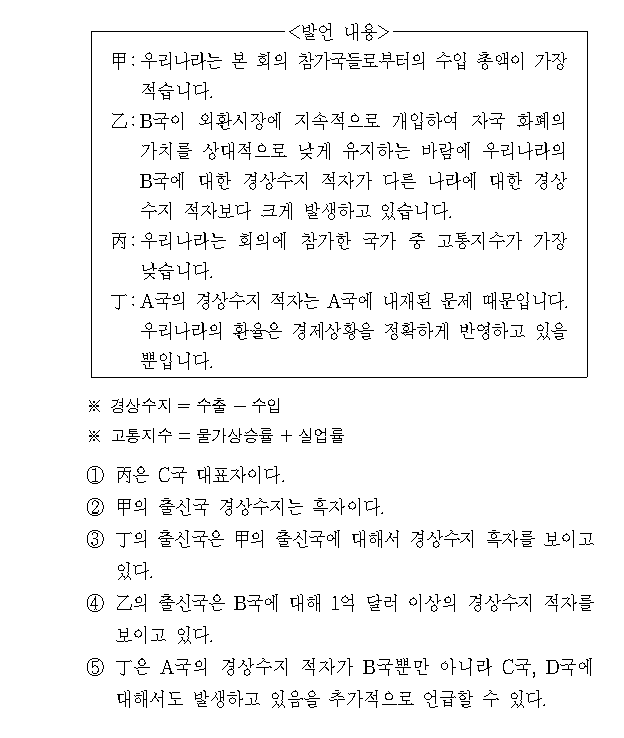 <발언 내용>
甲: 우리나라는 본 회의 참가국들로부터의 수입 총액이 가장
적습니다.
乙: B국이 외환시장에 지속적으로 개입하여 자국 화폐의
가치를 상대적으로 낮게 유지하는 바람에 우리나라의
B국에 대한 경상수지 적자가 다른 나라에 대한 경상
수지 적자보다 크게 발생하고 있습니다.
丙: 우리나라는 회의에 참가한 국가 중 고통지수가 가장
낮습니다.
丁: A국의 경상수지 적자는 A국에 내재된 문제 때문입니다.
우리나라의 환율은 경제상황을 정확하게 반영하고 있을
뿐입니다.
※ 경상수지 = 수출 - 수입
※ 고통지수 = 물가상승률 + 실업률
① 丙은 C국 대표자이다.
② 甲의 출신국 경상수지는 흑자이다.
③ 丁의 출신국은 甲의 출신국에 대해서 경상수지 흑자를 보이고
있다.
④ 乙의 출신국은 B국에 대해 1억 달러 이상의 경상수지 적자를
보이고 있다.
⑤ 丁은 A국의 경상수지 적자가 B국뿐만 아니라 C국, D국에
대해서도 발생하고 있음을 추가적으로 언급할 수 있다.